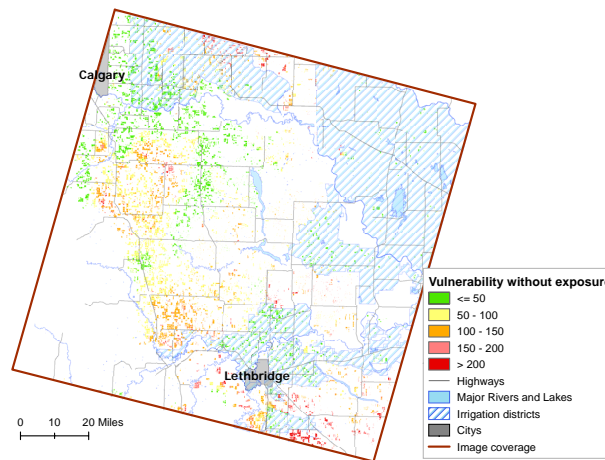 Calgary
Vulnerability without exposure
<= 50
50 - 100
100 - 150
150 - 200
> 200
Highways
Major Rivers and Lakes
Irrigation districts
Citys
Image coverage
Lethbridge
0 10 20 Miles